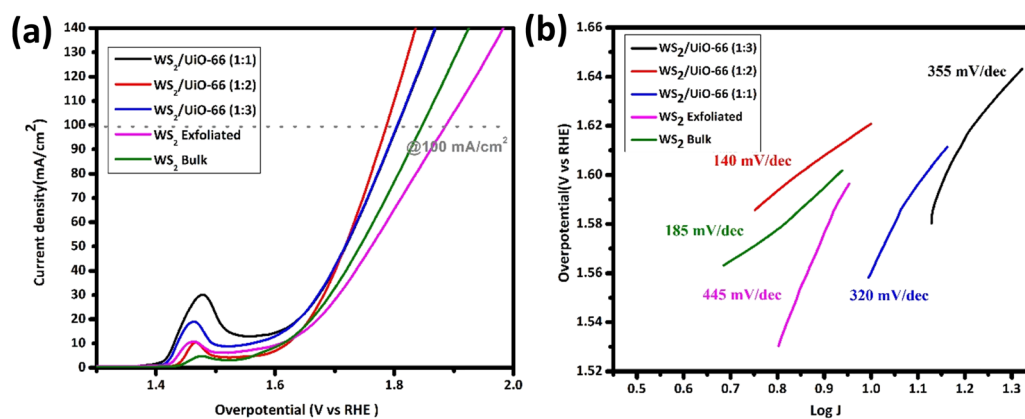 (a)
140
130
120
110
100
90
80
70
60
50
40
30
20
10
0
Current density(mA/cm²)
WS₂/UiO-66 (1:1)
WS₂/UiO-66 (1:2)
WS₂/UiO-66 (1:3)
WS₂ Exfoliated
WS₂ Bulk
@100 mA/cm²
1.4 1.6 1.8 2.0
Overpotential (V vs RHE )
(b)
1.66
1.64
1.62
1.60
1.58
1.56
1.54
1.52
Overpotential(V vs RHE)
WS₂/UiO-66 (1:3)
WS₂/UiO-66 (1:2)
WS₂/UiO-66 (1:1)
WS₂ Exfoliated
WS₂ Bulk
355 mV/dec
140 mV/dec
185 mV/dec
445 mV/dec
320 mV/dec
0.5 0.6 0.7 0.8 0.9 1.0 1.1 1.2 1.3
Log J